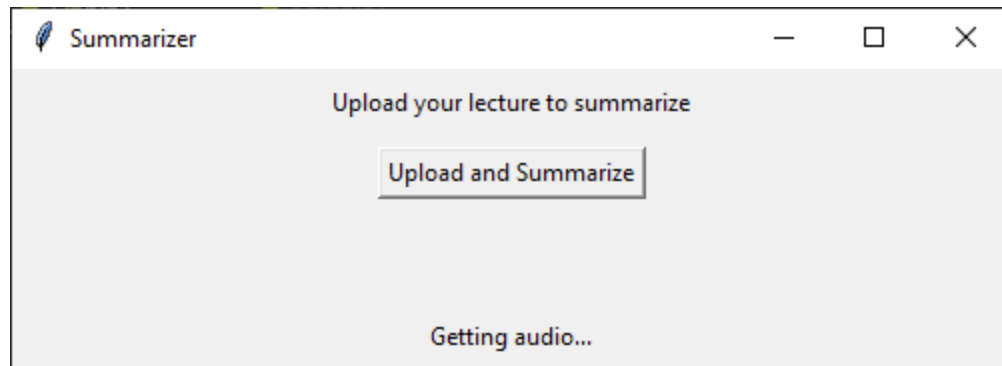 Summarizer
Upload your lecture to summarize
Upload and Summarize
Getting audio...